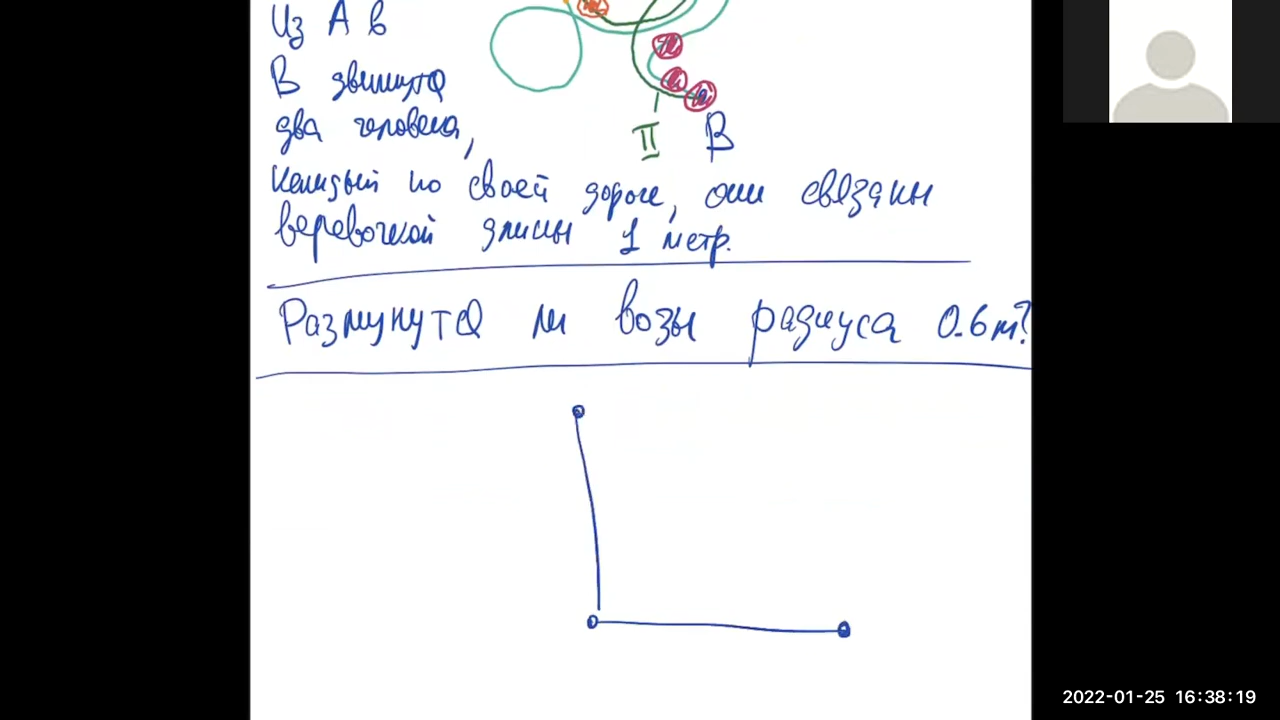 Из А в
В движутся
два человека,
II В
каждый по своей дороге, они связаны
веревочкой длины 1 метр.
Разминутся ли возы радиуса 0.6 м?
2022-01-25 16:38:19